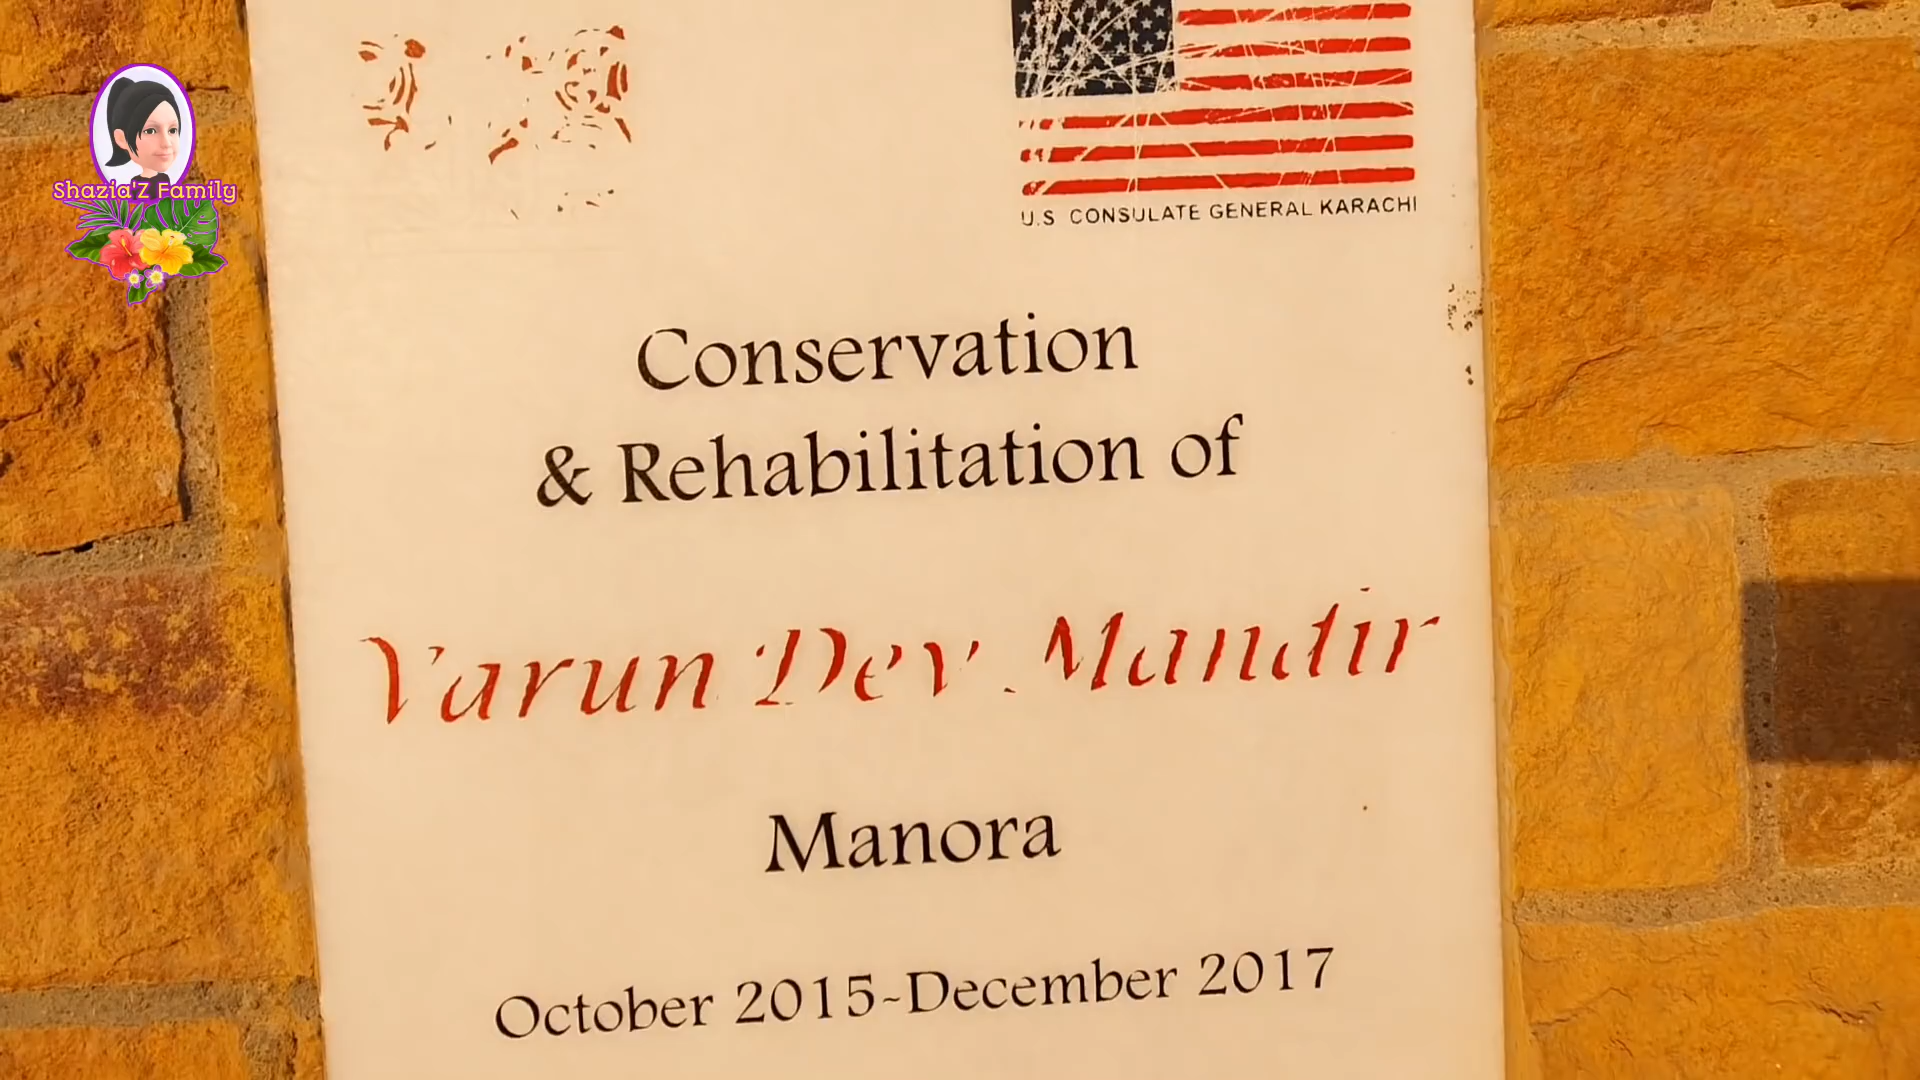 Shazia'Z Family
U.S CONSULATE GENERAL KARACHI
Conservation
& Rehabilitation of
Varun Dev Mandir
Manora
October 2015-December 2017